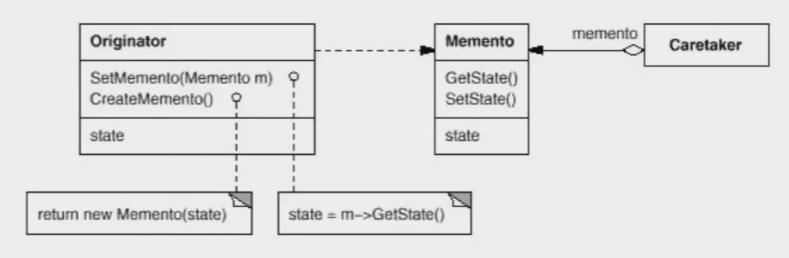 Originator
SetMemento(Memento m)
CreateMemento()
state
Memento
GetState()
SetState()
state
memento
Caretaker
return new Memento(state)
state = m->GetState()